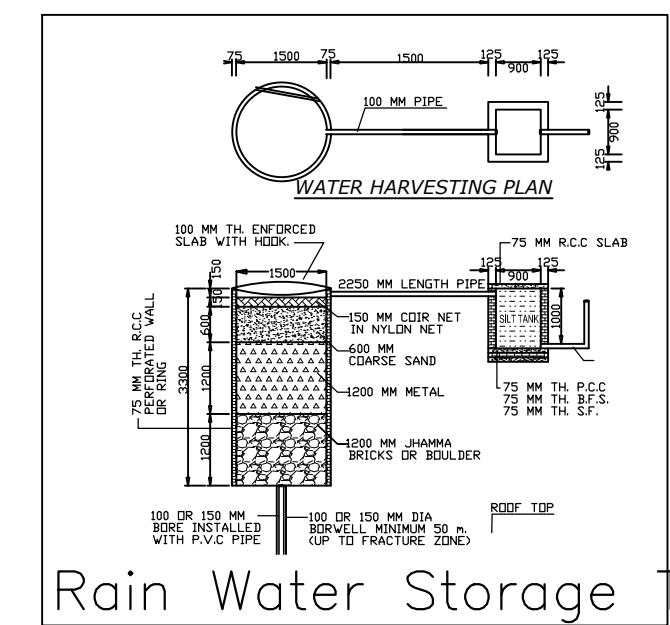 75 1500 75 1500 125 125
900
100 MM PIPE
125
900
125
WATER HARVESTING PLAN
100 MM TH. ENFORCED
SLAB WITH HOOK.
75 MM R.C.C SLAB
150
1500
125 125
900
2250 MM LENGTH PIPE
150
150 MM COIR NET
IN NYLON NET
SILT TANK
1000
600
600 MM
COARSE SAND
75 MM TH. R.C.C
PERFORATED WALL
OR RING
3300
1200
1200 MM METAL
75 MM TH. P.C.C
75 MM TH. B.F.S.
75 MM TH. S.F.
1200
1200 MM JHAMMA
BRICKS OR BOULDER
100 OR 150 MM
BORE INSTALLED
WITH P.V.C PIPE
100 OR 150 MM DIA
BORWELL MINIMUM 50 m.
(UP TO FRACTURE ZONE)
ROOF TOP
Rain Water Storage T